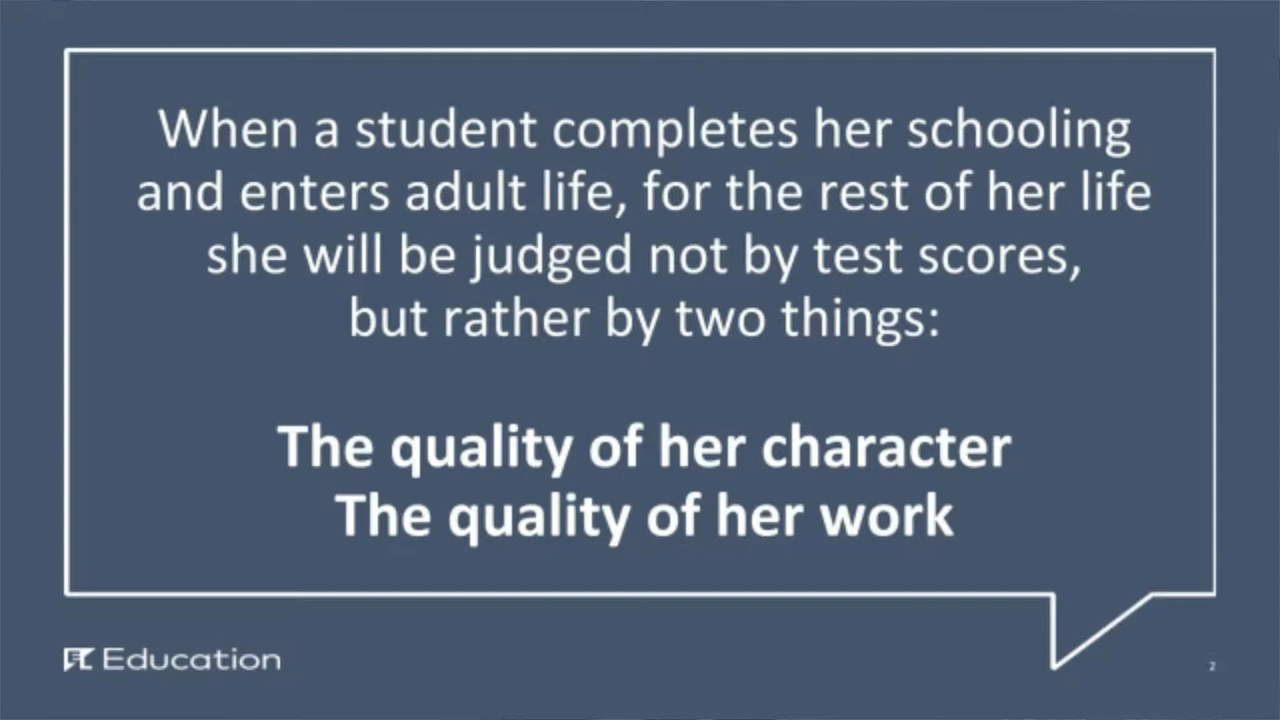 When a student completes her schooling
and enters adult life, for the rest of her life
she will be judged not by test scores,
but rather by two things:
The quality of her character
The quality of her work
EL Education
2